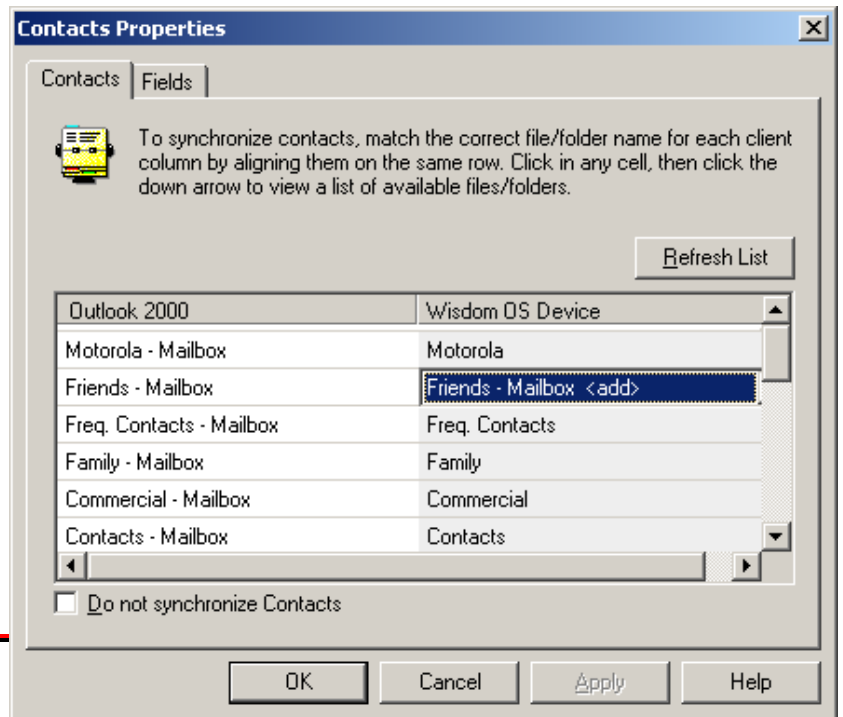 Contacts Properties
Contacts Fields
To synchronize contacts, match the correct file/folder name for each client
column by aligning them on the same row. Click in any cell, then click the
down arrow to view a list of available files/folders.
Refresh List
Outlook 2000 Wisdom OS Device
Motorola - Mailbox Motorola
Friends - Mailbox Friends - Mailbox <add>
Freq. Contacts - Mailbox Freq. Contacts
Family - Mailbox Family
Commercial - Mailbox Commercial
Contacts - Mailbox Contacts
Do not synchronize Contacts
OK Cancel Apply Help